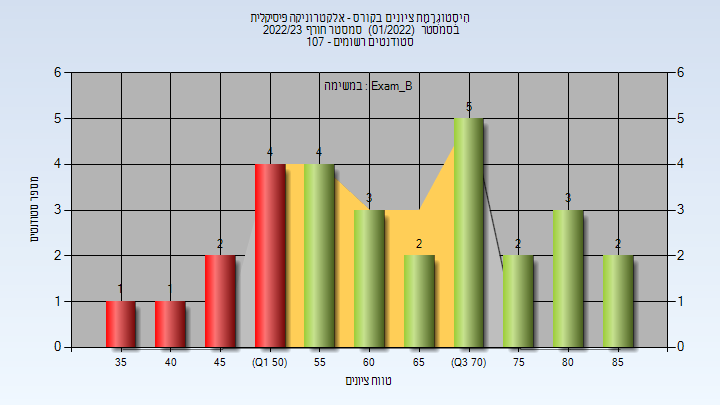 היסטוגרמת ציונים בקורס - אלקטרוניקה פיסיקלית
בסמסטר (01/2022) סמסטר חורף 2022/23
סטודנטים רשומים - 107
במשימה : Exam_B
מספר סטודנטים
6 6
5 5
4 4
3 3
2 2
1 1
0 0
1 1 2 4 4 3 2 5 2 3 2
35 40 45 (Q1 50) 55 60 65 (Q3 70) 75 80 85
טווח ציונים